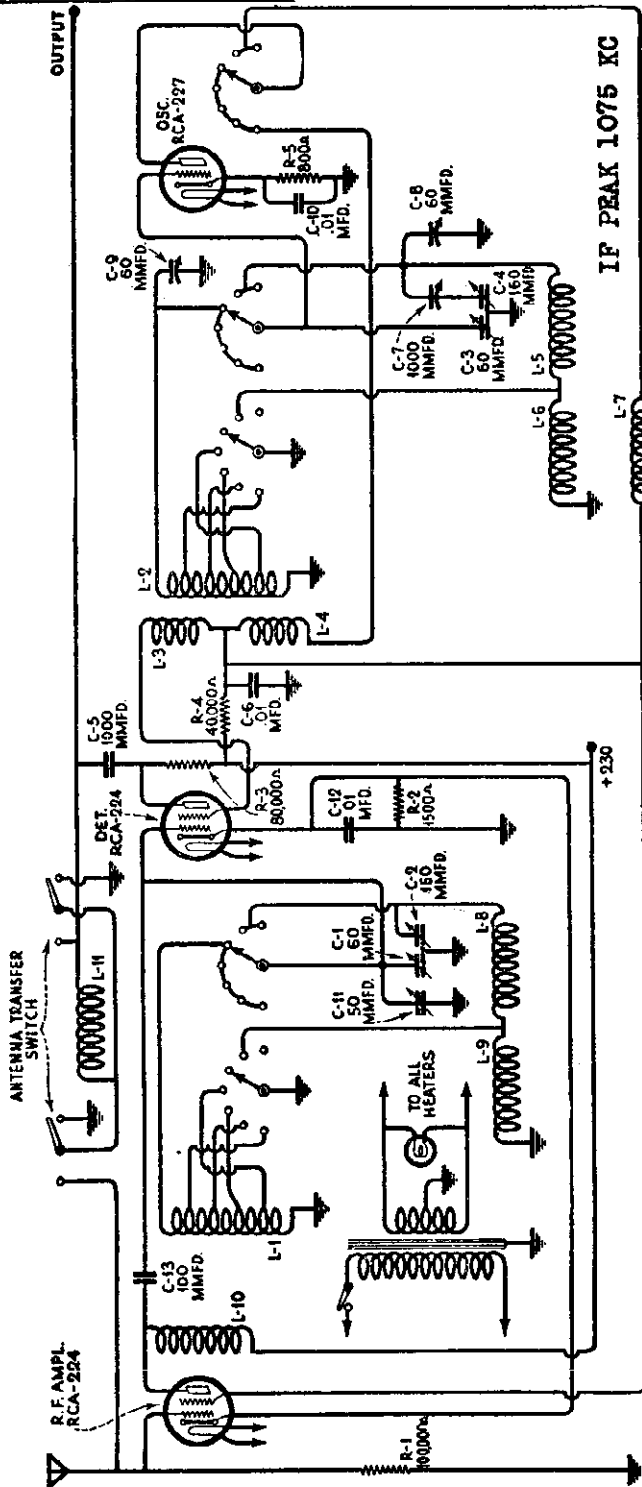 ANTENNA TRANSFER
SWITCH
OUTPUT
R.F. AMPL.
RCA-224
DET.
RCA-224
OSC.
RCA-227
L-11
C-13
100
MMFD.
L-10
C-5
1000
MMFD.
R-3
80,000Ω
L-3
L-2
L-4
C-9
60
MMFD.
R-5
800Ω
C-10
.01
MFD.
R-4
40,000Ω
C-6
.01
MFD.
L-1
C-11
50
MMFD.
C-1
60
MMFD.
C-2
160
MMFD.
C-12
.01
MFD.
R-2
1500Ω
C-7
1000
MMFD.
C-8
60
MMFD.
C-3
60
MMFD.
C-4
160
MMFD
L-6
L-5
L-7
L-9
L-8
TO ALL
HEATERS
R-1
100,000Ω
+230
IF PEAK 1075 KC